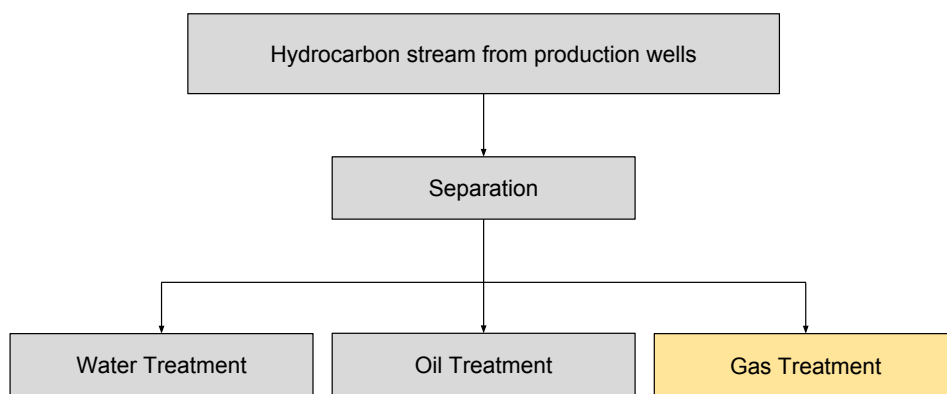 Hydrocarbon stream from production wells
Separation
Water Treatment
Oil Treatment
Gas Treatment